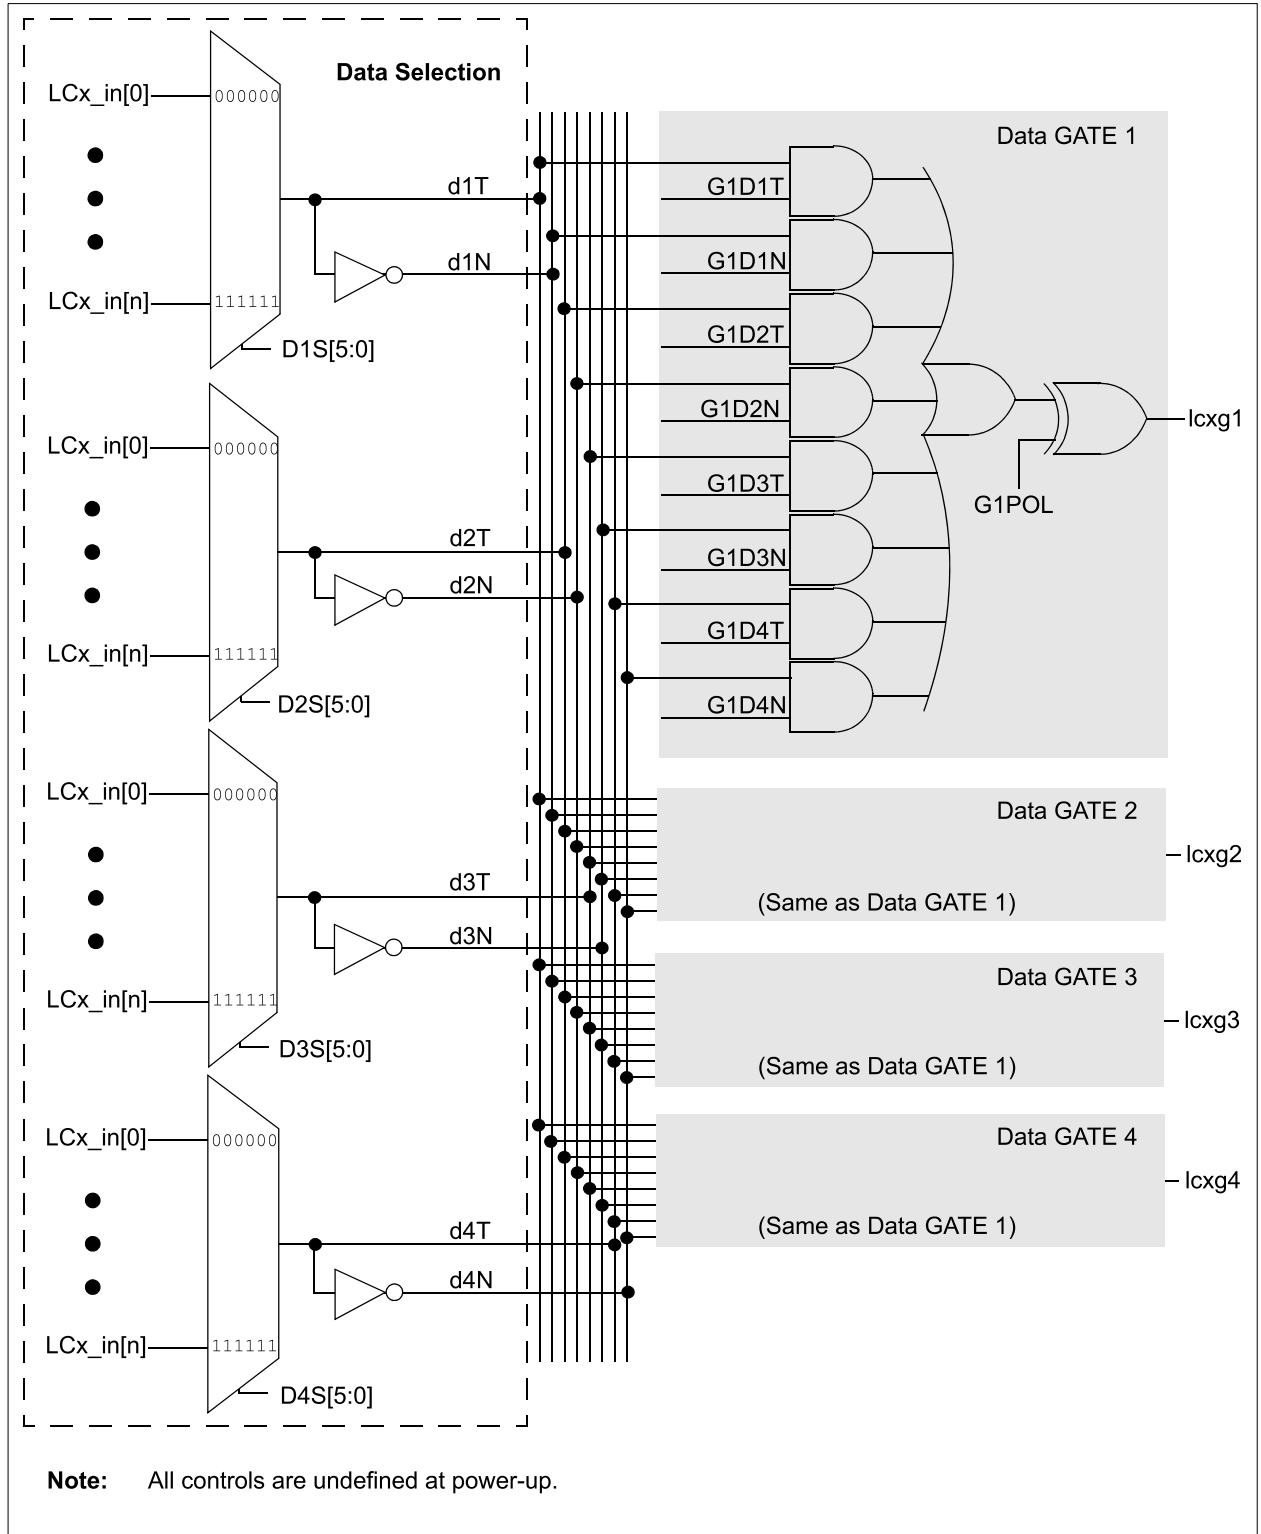 Data Selection
LCx_in[0]
000000
d1T
d1N
LCx_in[n]
111111
D1S[5:0]
LCx_in[0]
000000
d2T
d2N
LCx_in[n]
111111
D2S[5:0]
LCx_in[0]
000000
d3T
d3N
LCx_in[n]
111111
D3S[5:0]
LCx_in[0]
000000
d4T
d4N
LCx_in[n]
111111
D4S[5:0]
Data GATE 1
G1D1T
G1D1N
G1D2T
G1D2N
G1D3T
G1D3N
G1D4T
G1D4N
G1POL
lcxg1
Data GATE 2
lcxg2
(Same as Data GATE 1)
Data GATE 3
lcxg3
(Same as Data GATE 1)
Data GATE 4
lcxg4
(Same as Data GATE 1)
Note: All controls are undefined at power-up.